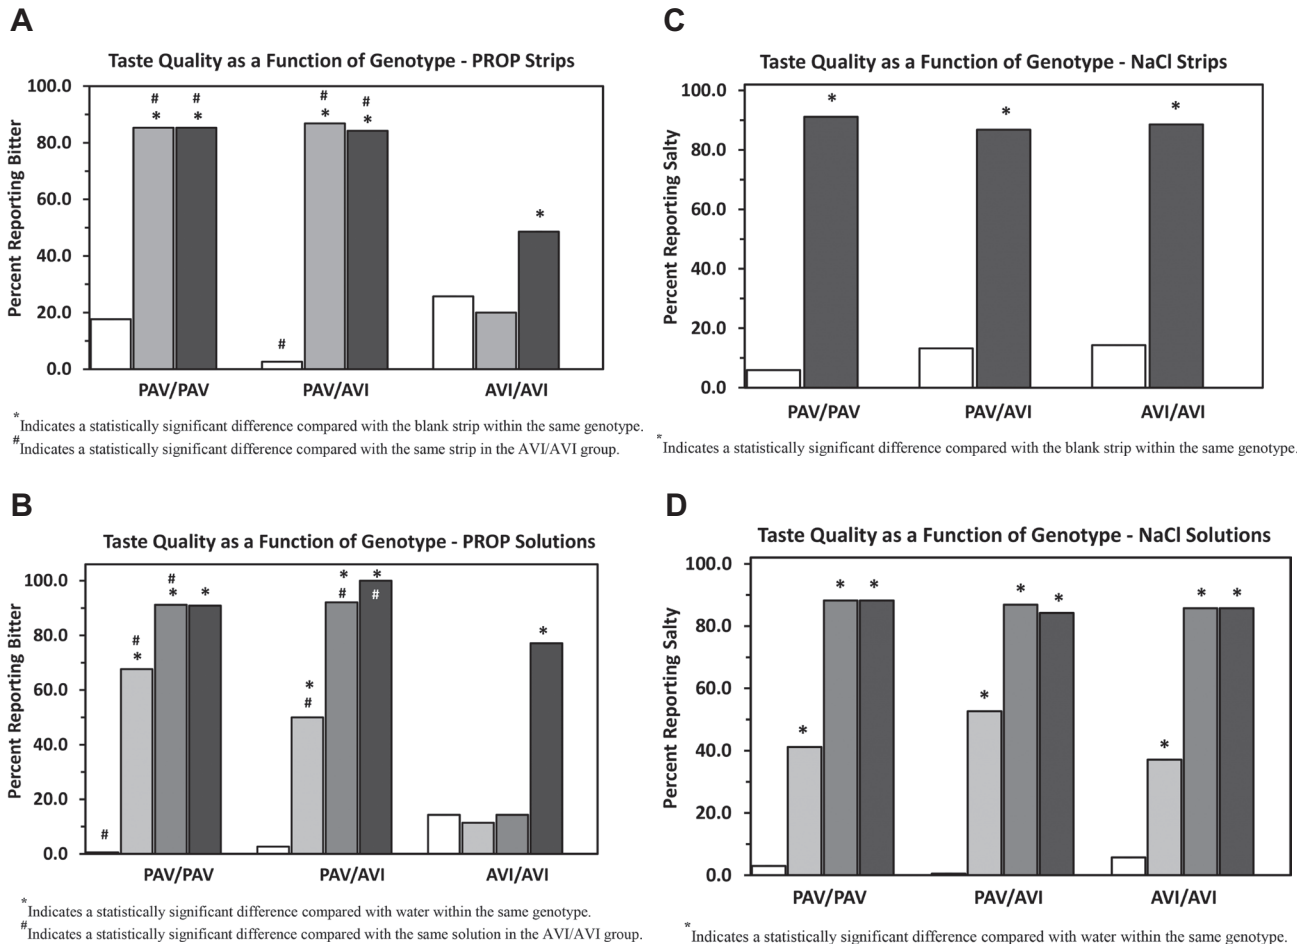 A
Taste Quality as a Function of Genotype - PROP Strips
Percent Reporting Bitter
100.0
80.0
60.0
40.0
20.0
0.0
# #
* *
#
# #
* *
*
PAV/PAV PAV/AVI AVI/AVI
*Indicates a statistically significant difference compared with the blank strip within the same genotype.
#Indicates a statistically significant difference compared with the same strip in the AVI/AVI group.
B
Taste Quality as a Function of Genotype - PROP Solutions
Percent Reporting Bitter
100.0
80.0
60.0
40.0
20.0
0.0
#
#
*
#
*
*
*
#
*
#
*
#
*
PAV/PAV PAV/AVI AVI/AVI
*Indicates a statistically significant difference compared with water within the same genotype.
#Indicates a statistically significant difference compared with the same solution in the AVI/AVI group.
C
Taste Quality as a Function of Genotype - NaCl Strips
Percent Reporting Salty
100.0
80.0
60.0
40.0
20.0
0.0
* * *
PAV/PAV PAV/AVI AVI/AVI
*Indicates a statistically significant difference compared with the blank strip within the same genotype.
D
Taste Quality as a Function of Genotype - NaCl Solutions
Percent Reporting Salty
100.0
80.0
60.0
40.0
20.0
0.0
* * *
* * *
* * *
PAV/PAV PAV/AVI AVI/AVI
*Indicates a statistically significant difference compared with water within the same genotype.